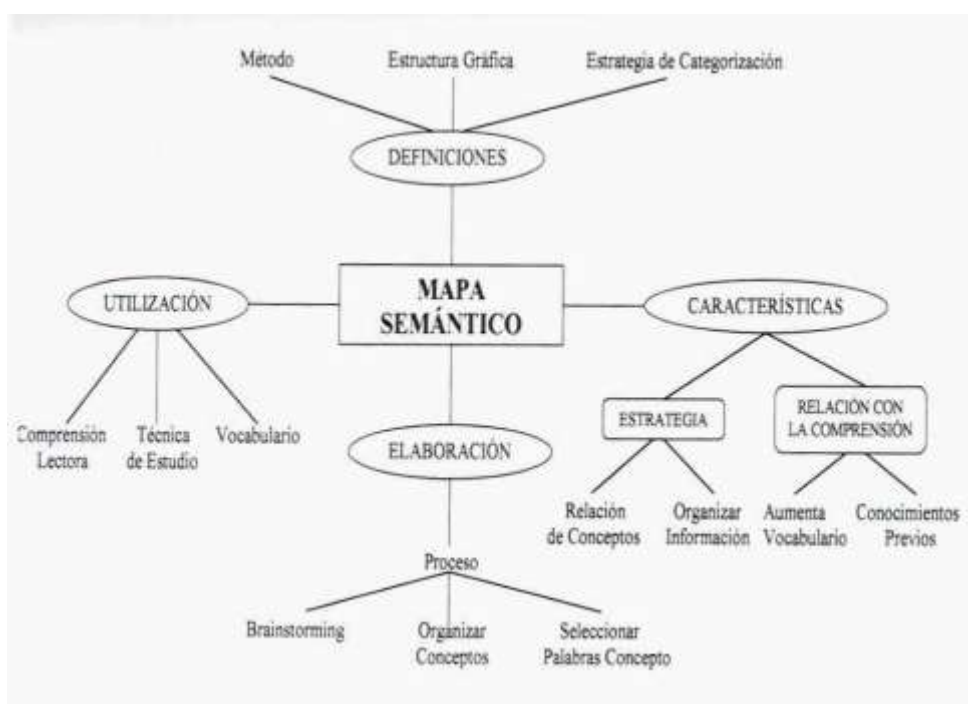 Método
Estructura Gráfica
Estrategia de Categorización
DEFINICIONES
MAPA
SEMÁNTICO
UTILIZACIÓN
Comprensión
Lectora
Técnica
de Estudio
Vocabulario
CARACTERÍSTICAS
ESTRATEGIA
RELACIÓN CON
LA COMPRENSIÓN
Relación
de Conceptos
Organizar
Información
Aumenta
Vocabulario
Conocimientos
Previos
ELABORACIÓN
Proceso
Brainstorming
Organizar
Conceptos
Seleccionar
Palabras Concepto